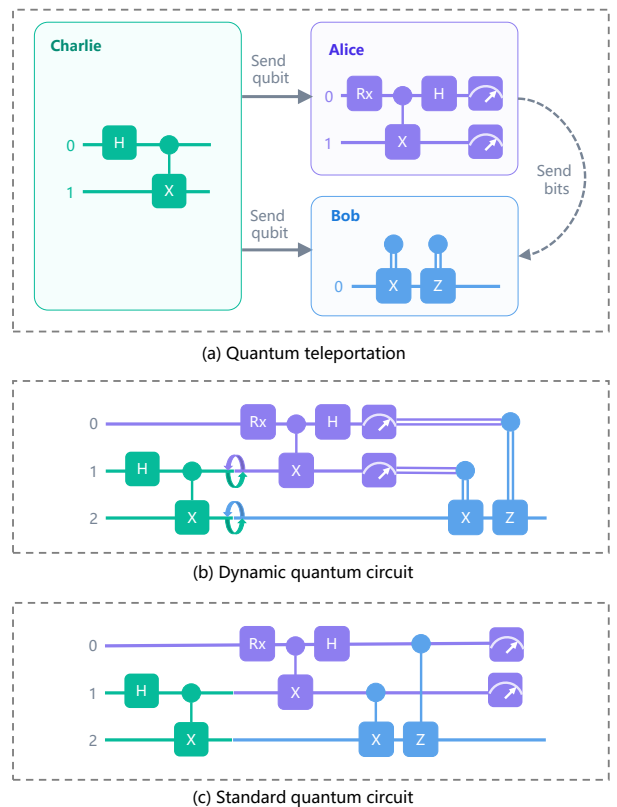 Charlie
0
H
1
X
Send
qubit
Send
qubit
Alice
0 Rx H
1 X
Bob
0 X Z
Send
bits
(a) Quantum teleportation
0 Rx H
1 H X
2 X X Z
(b) Dynamic quantum circuit
0 Rx H
1 H X
2 X X Z
(c) Standard quantum circuit